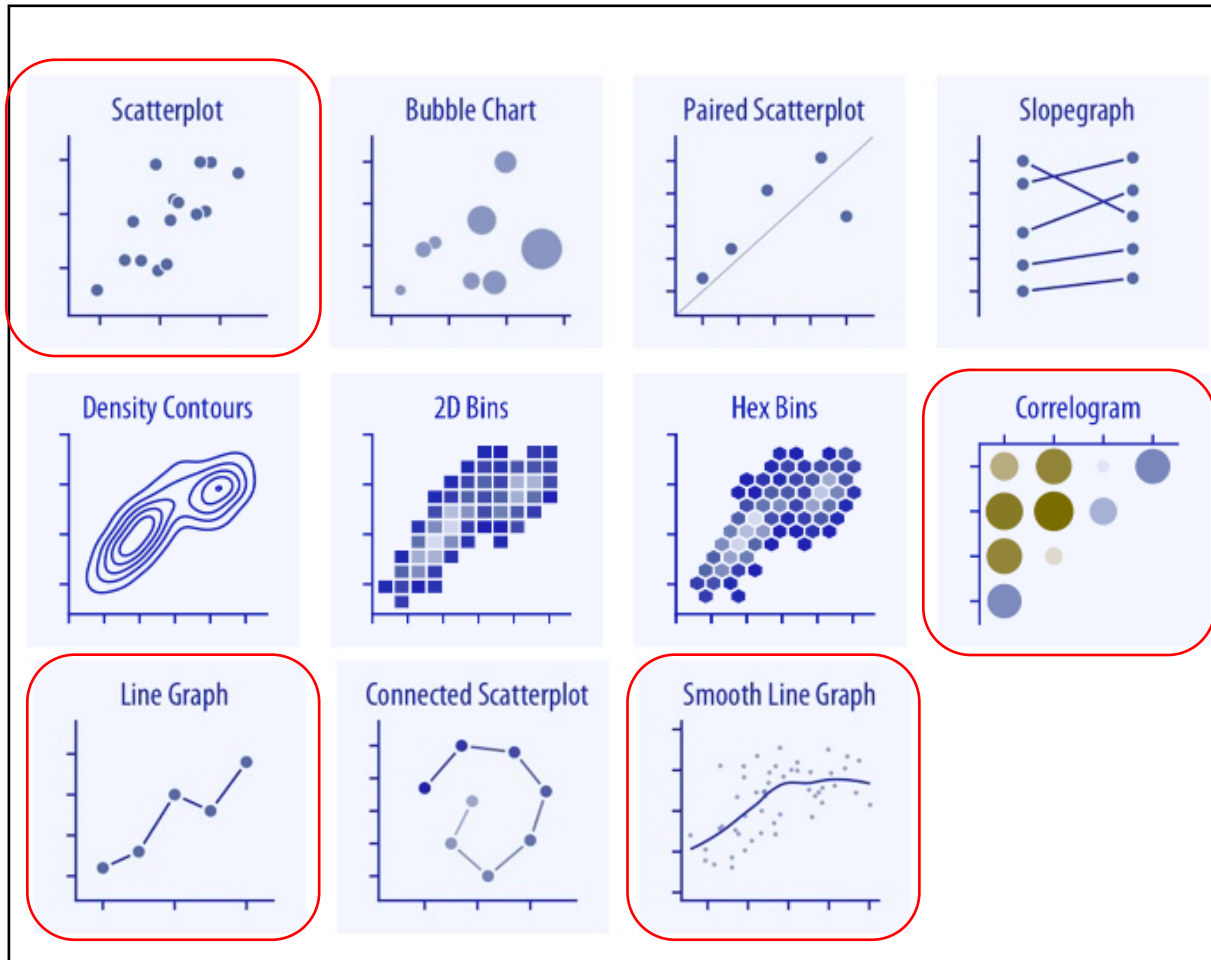 Scatterplot
Bubble Chart
Paired Scatterplot
Slopegraph
Density Contours
2D Bins
Hex Bins
Correlogram
Line Graph
Connected Scatterplot
Smooth Line Graph